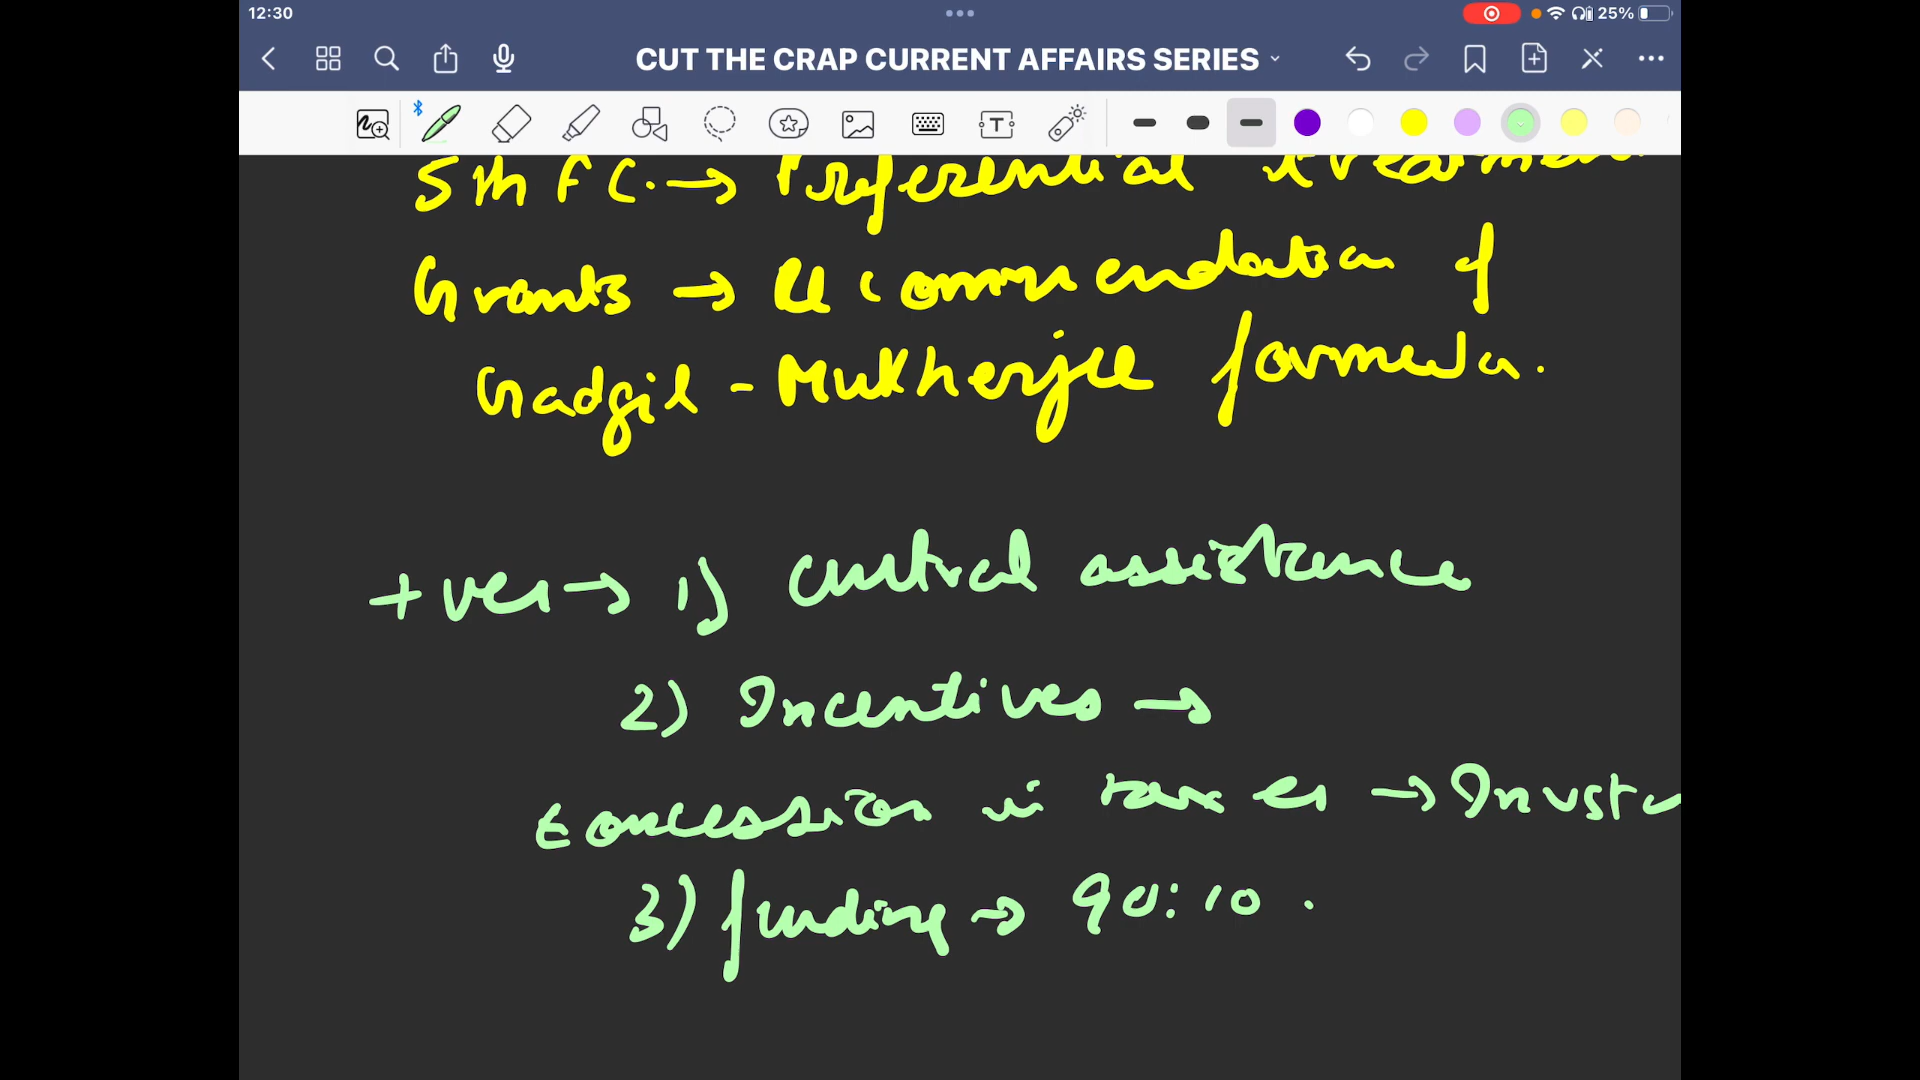 12:30
25%
CUT THE CRAP CURRENT AFFAIRS SERIES
5th FC. → Preferential treatment
Grants → Recommendation of
Gadgil - Mukherjee formula.
+ves → 1) Central assistance
2) Incentives →
Concession in taxes →
3) funding → 90:10.